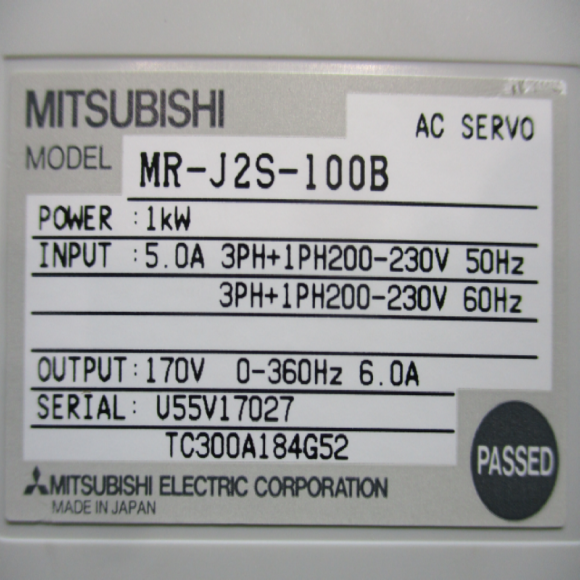 MITSUBISHI
AC SERVO
MODEL MR-J2S-100B
POWER :1kW
INPUT :5.0A 3PH+1PH200-230V 50Hz
3PH+1PH200-230V 60Hz
OUTPUT:170V 0-360Hz 6.0A
SERIAL: U55V17027
TC300A184G52
PASSED
MITSUBISHI ELECTRIC CORPORATION
MADE IN JAPAN